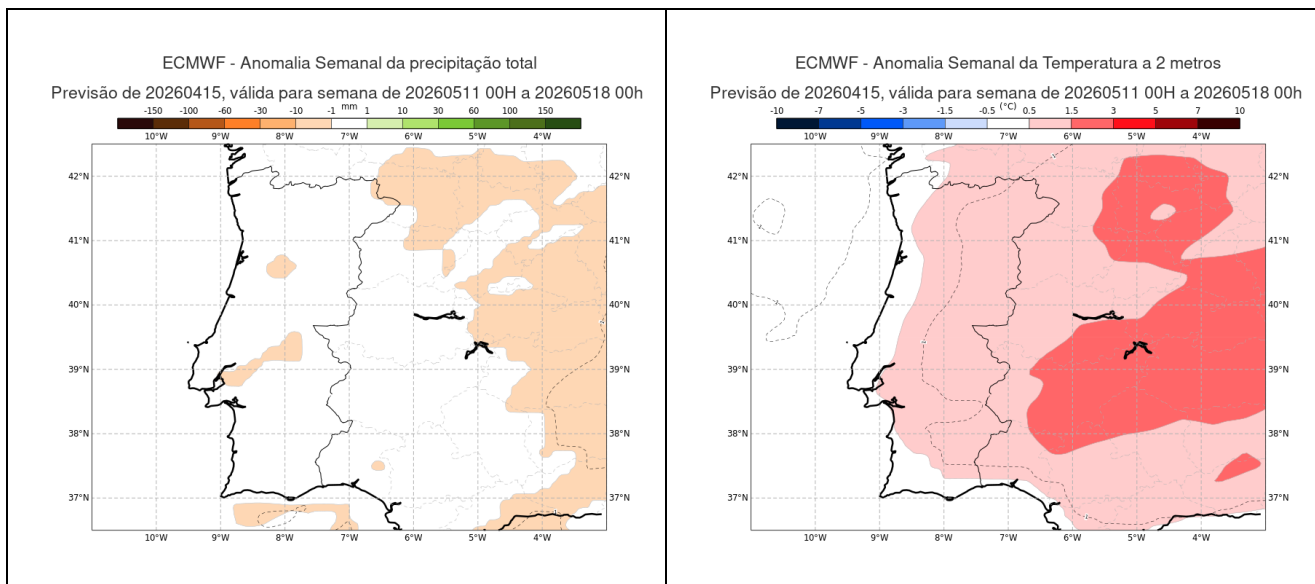 ECMWF - Anomalia Semanal da precipitação total
Previsão de 20260415, válida para semana de 20260511 00H a 20260518 00h
mm
-150 -100 -60 -30 -10 -1 1 10 30 60 100 150
10°W 9°W 8°W 7°W 6°W 5°W 4°W
42°N 42°N
41°N 41°N
40°N 40°N
39°N 39°N
38°N 38°N
37°N 37°N
10°W 9°W 8°W 7°W 6°W 5°W 4°W
ECMWF - Anomalia Semanal da Temperatura a 2 metros
Previsão de 20260415, válida para semana de 20260511 00H a 20260518 00h
(°C)
-10 -7 -5 -3 -1.5 -0.5 0.5 1.5 3 5 7 10
10°W 9°W 8°W 7°W 6°W 5°W 4°W
42°N 42°N
41°N 41°N
40°N 40°N
39°N 39°N
38°N 38°N
37°N 37°N
10°W 9°W 8°W 7°W 6°W 5°W 4°W